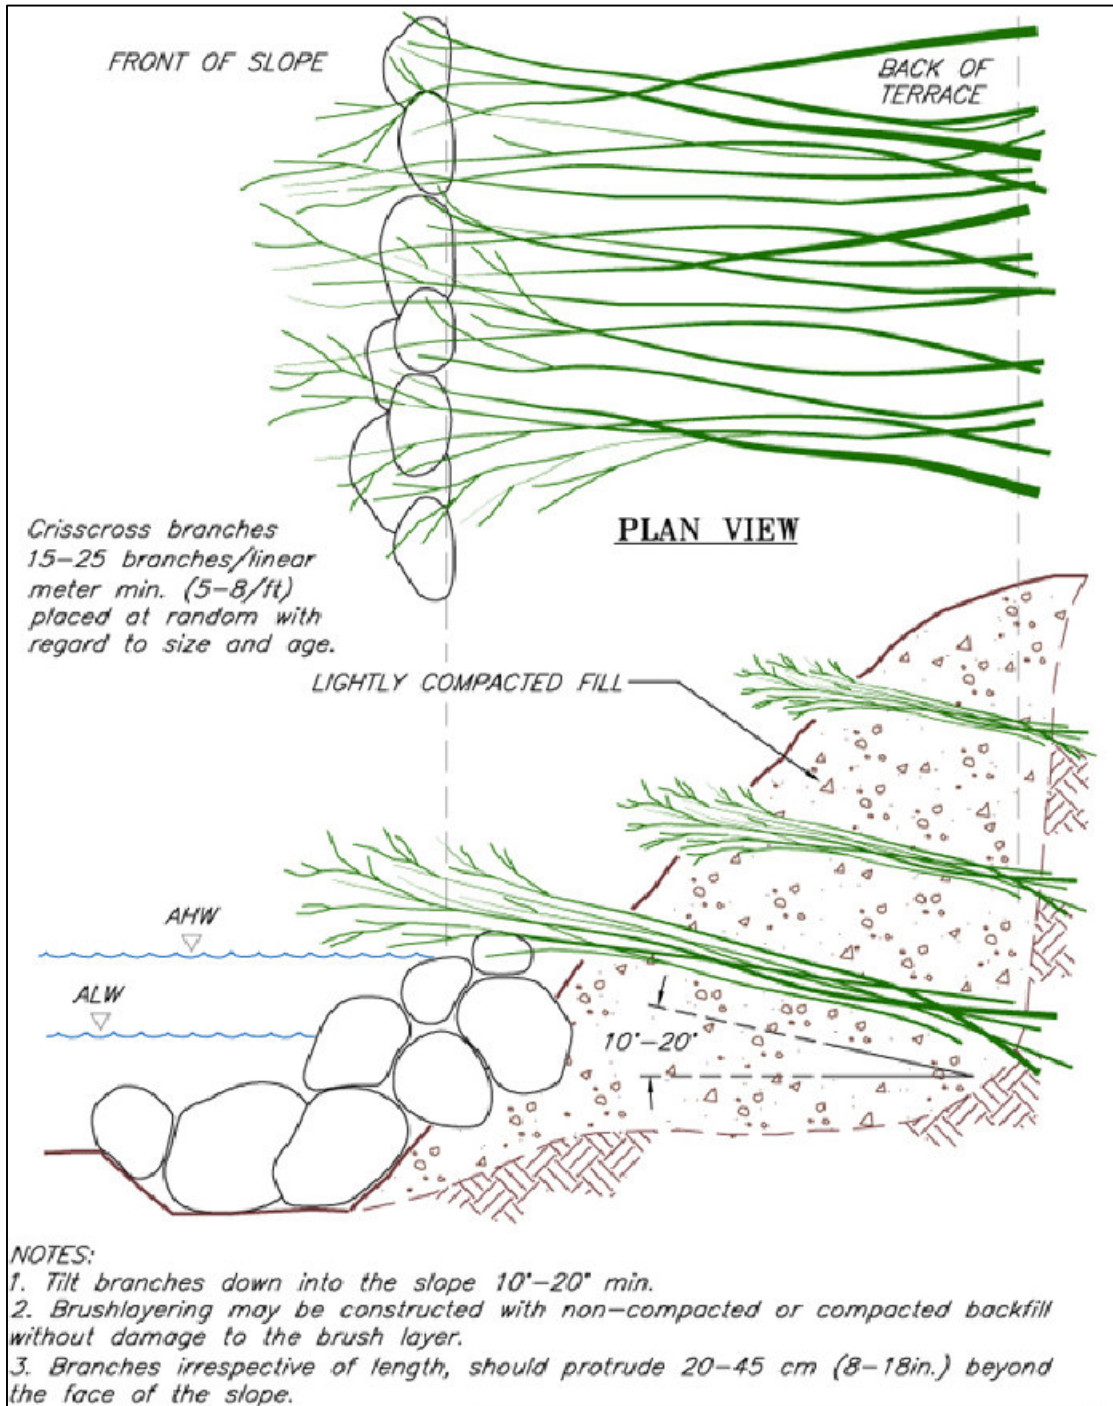 FRONT OF SLOPE
BACK OF
TERRACE
Crisscross branches
15-25 branches/linear
meter min. (5-8/ft)
placed at random with
regard to size and age.
PLAN VIEW
LIGHTLY COMPACTED FILL
AHW
ALW
10°-20°
NOTES:
1. Tilt branches down into the slope 10°-20° min.
2. Brushlayering may be constructed with non-compacted or compacted backfill
without damage to the brush layer.
3. Branches irrespective of length, should protrude 20-45 cm (8-18in.) beyond
the face of the slope.